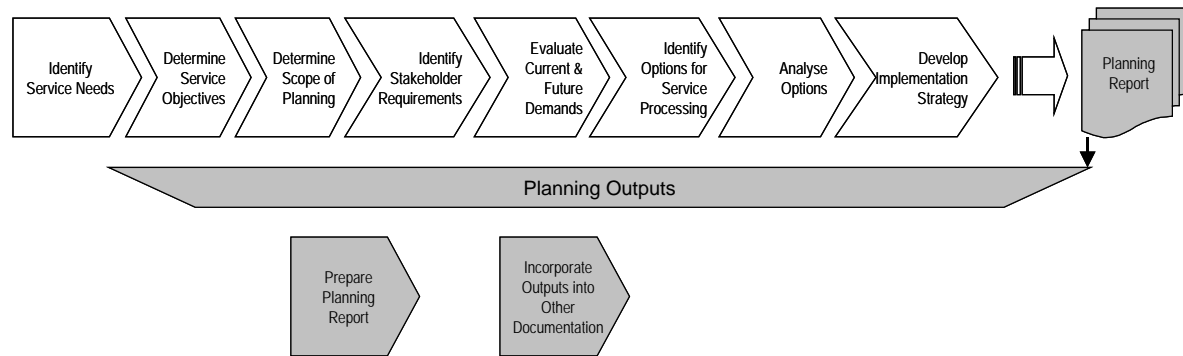 Identify
Service Needs
Determine
Service
Objectives
Determine
Scope of
Planning
Identify
Stakeholder
Requirements
Evaluate
Current &
Future
Demands
Identify
Options for
Service
Processing
Analyse
Options
Develop
Implementation
Strategy
Planning
Report
Planning Outputs
Prepare
Planning
Report
Incorporate
Outputs into
Other
Documentation